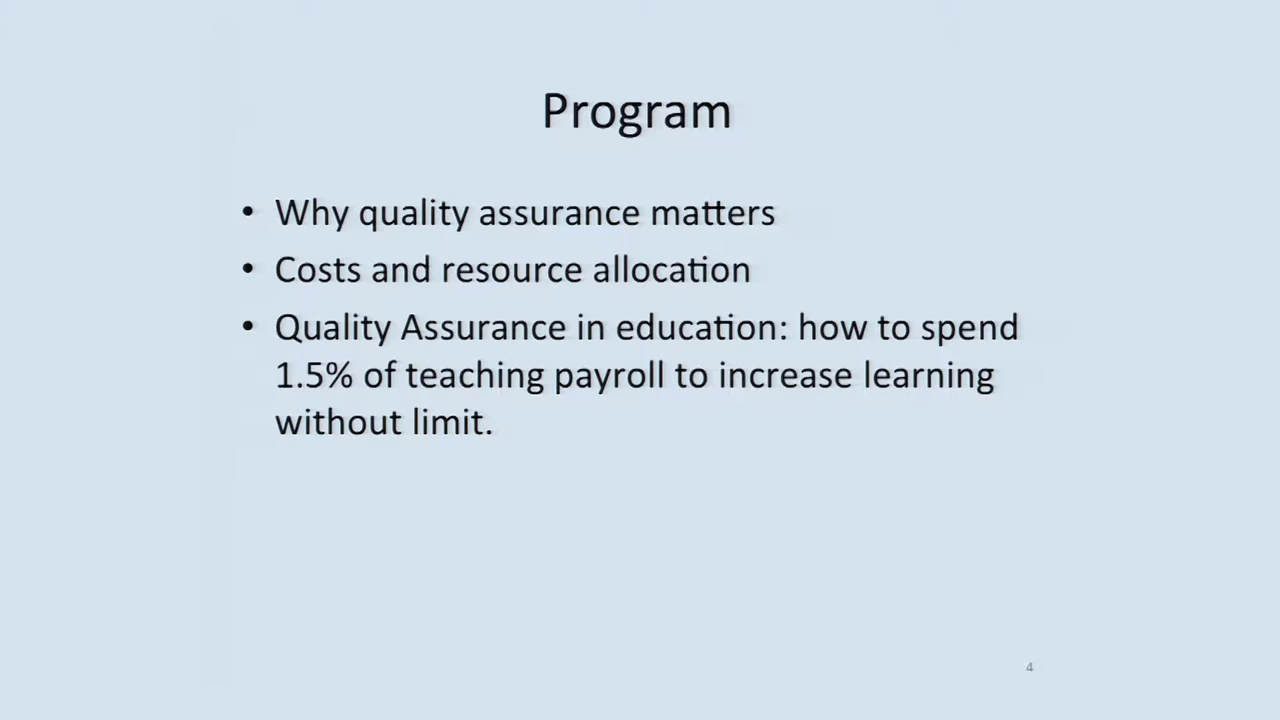 Program
• Why quality assurance matters
• Costs and resource allocation
• Quality Assurance in education: how to spend
1.5% of teaching payroll to increase learning
without limit.
4